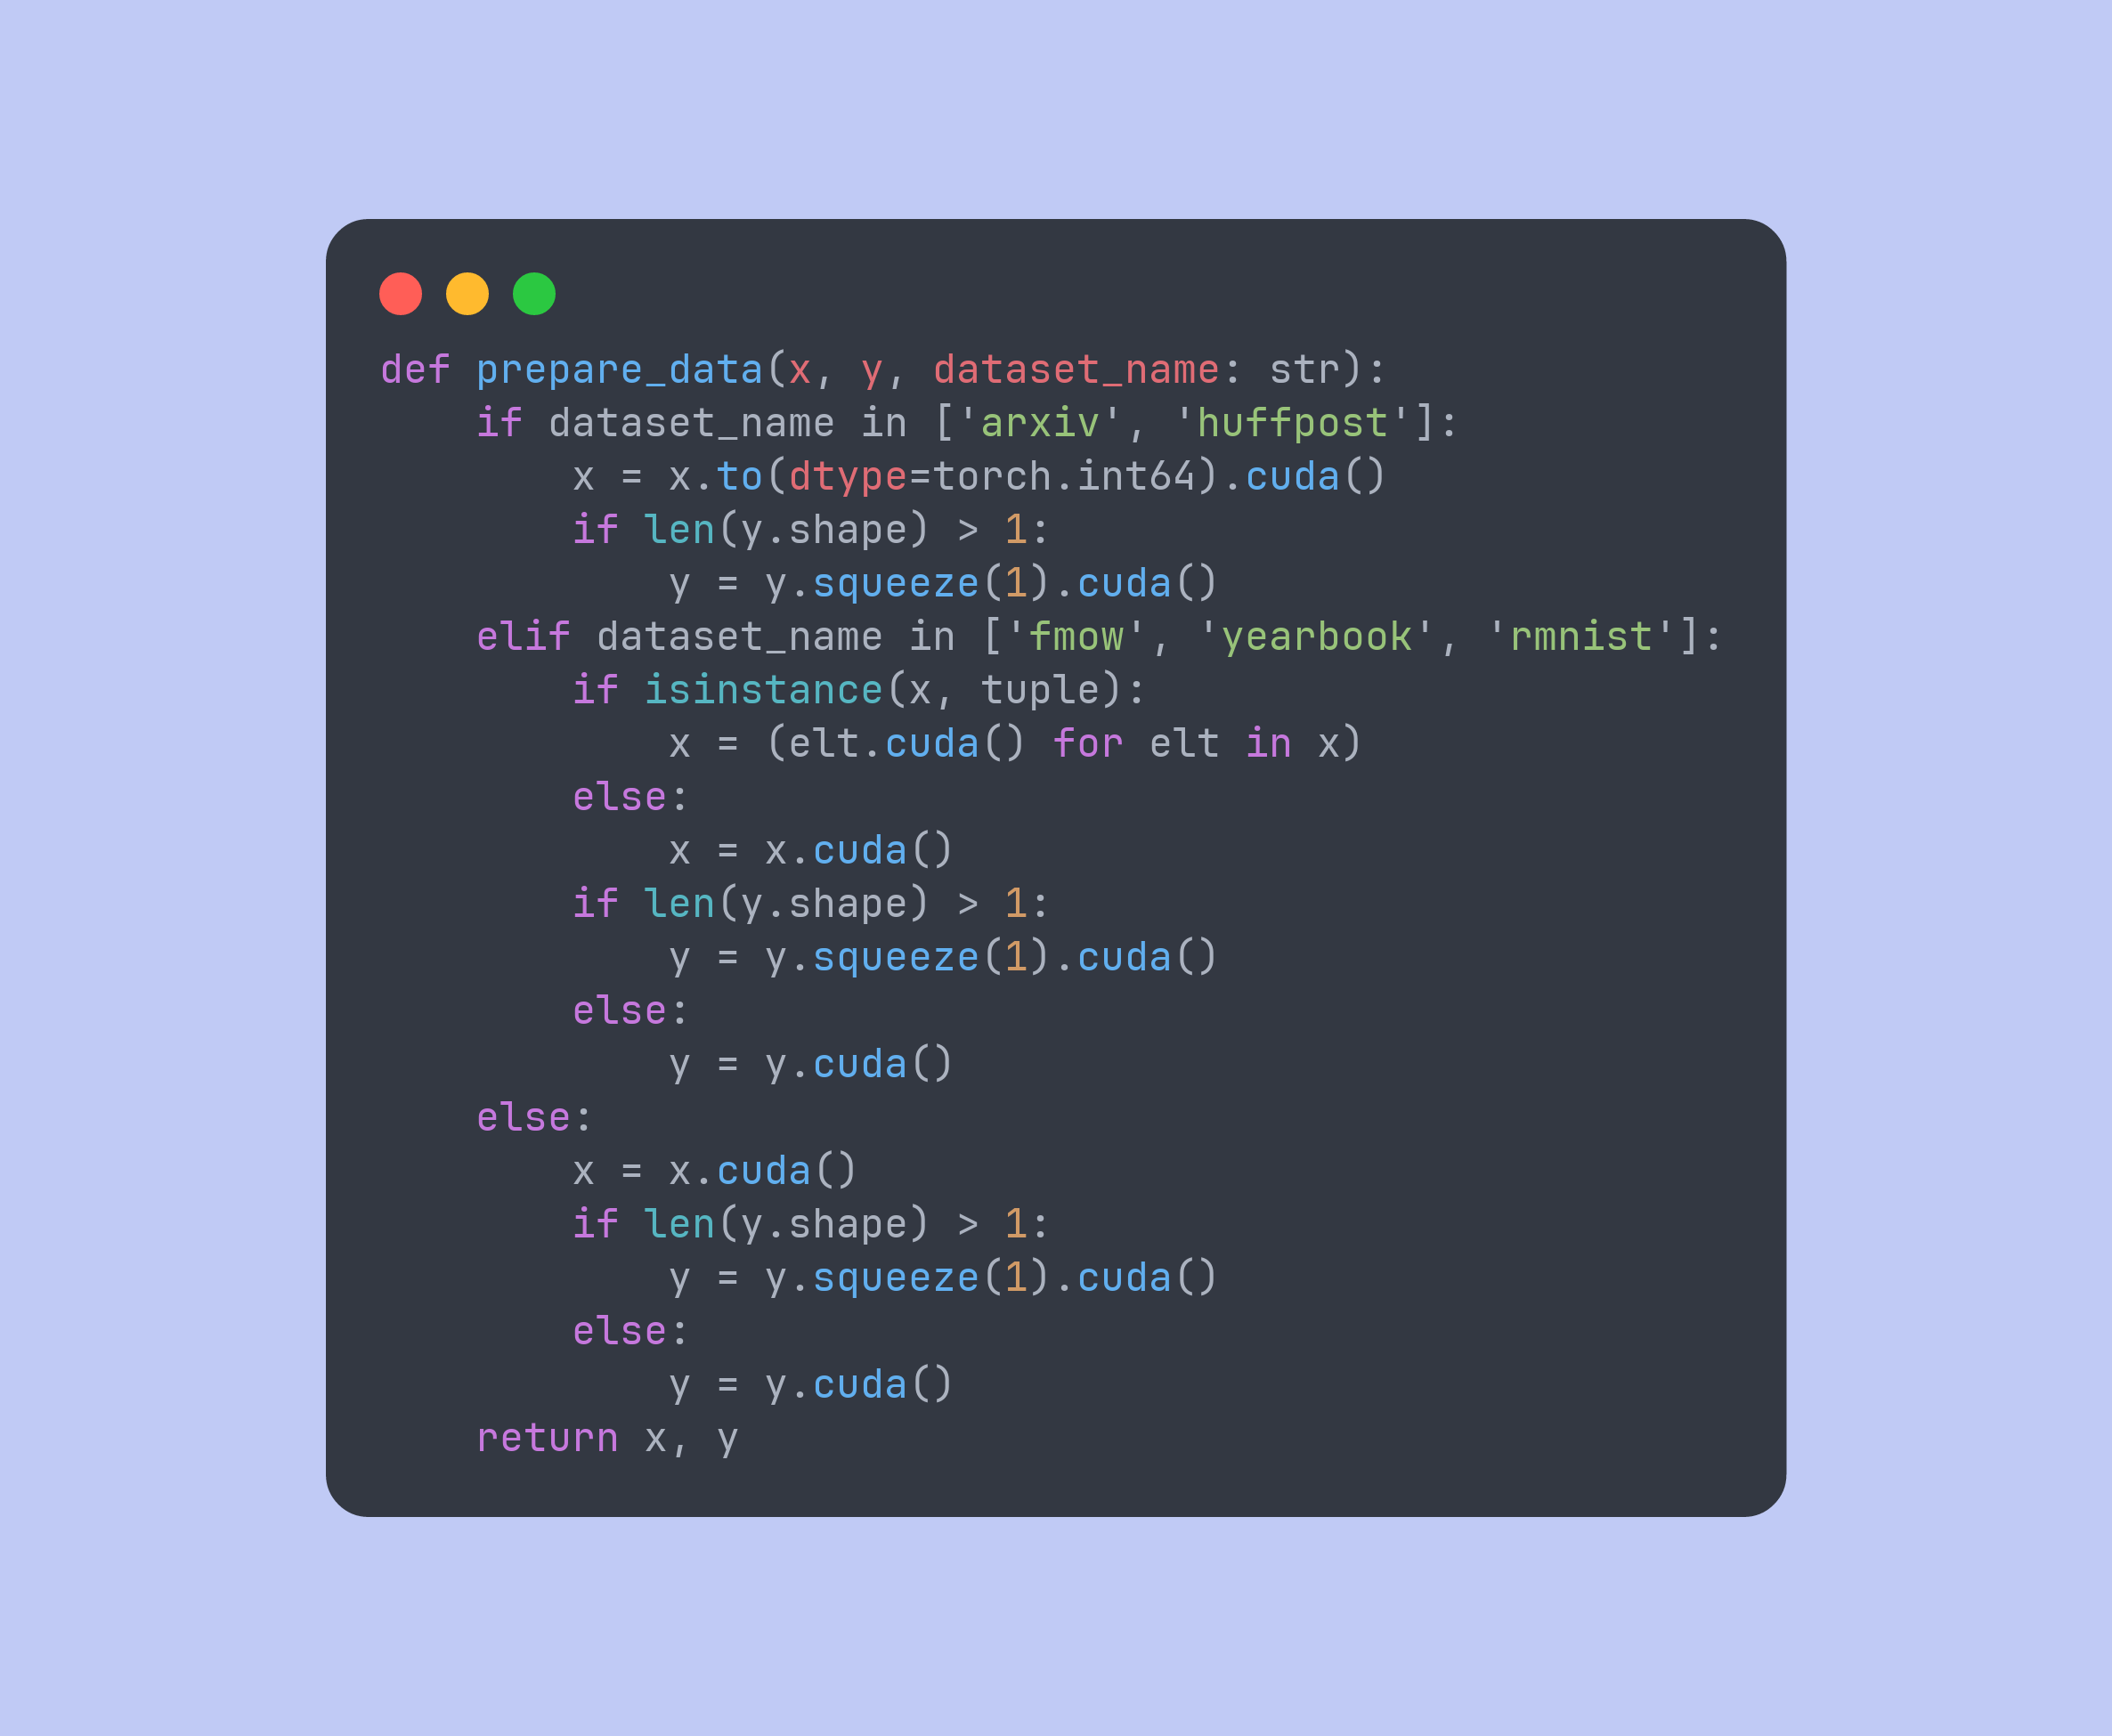 def prepare_data(x, y, dataset_name: str):
    if dataset_name in ['arxiv', 'huffpost']:
        x = x.to(dtype=torch.int64).cuda()
        if len(y.shape) > 1:
            y = y.squeeze(1).cuda()
    elif dataset_name in ['fmow', 'yearbook', 'rmnist']:
        if isinstance(x, tuple):
            x = (elt.cuda() for elt in x)
        else:
            x = x.cuda()
        if len(y.shape) > 1:
            y = y.squeeze(1).cuda()
        else:
            y = y.cuda()
    else:
        x = x.cuda()
        if len(y.shape) > 1:
            y = y.squeeze(1).cuda()
        else:
            y = y.cuda()
    return x, y